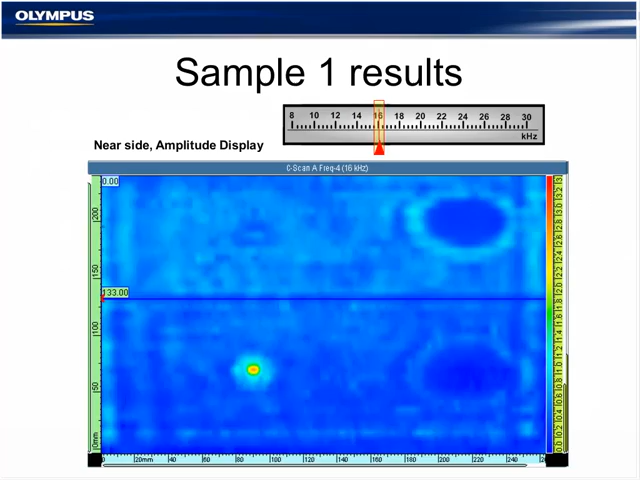 OLYMPUS
Sample 1 results
8 10 12 14 16 18 20 22 24 26 28 30
kHz
Near side, Amplitude Display
C-Scan A Freq-4 (16 kHz)
0.00
|200
|150
133.00
|100
|50
|0mm
0 |20mm |40 |60 |80 |100 |120 |140 |160 |180 |200 |220 |240